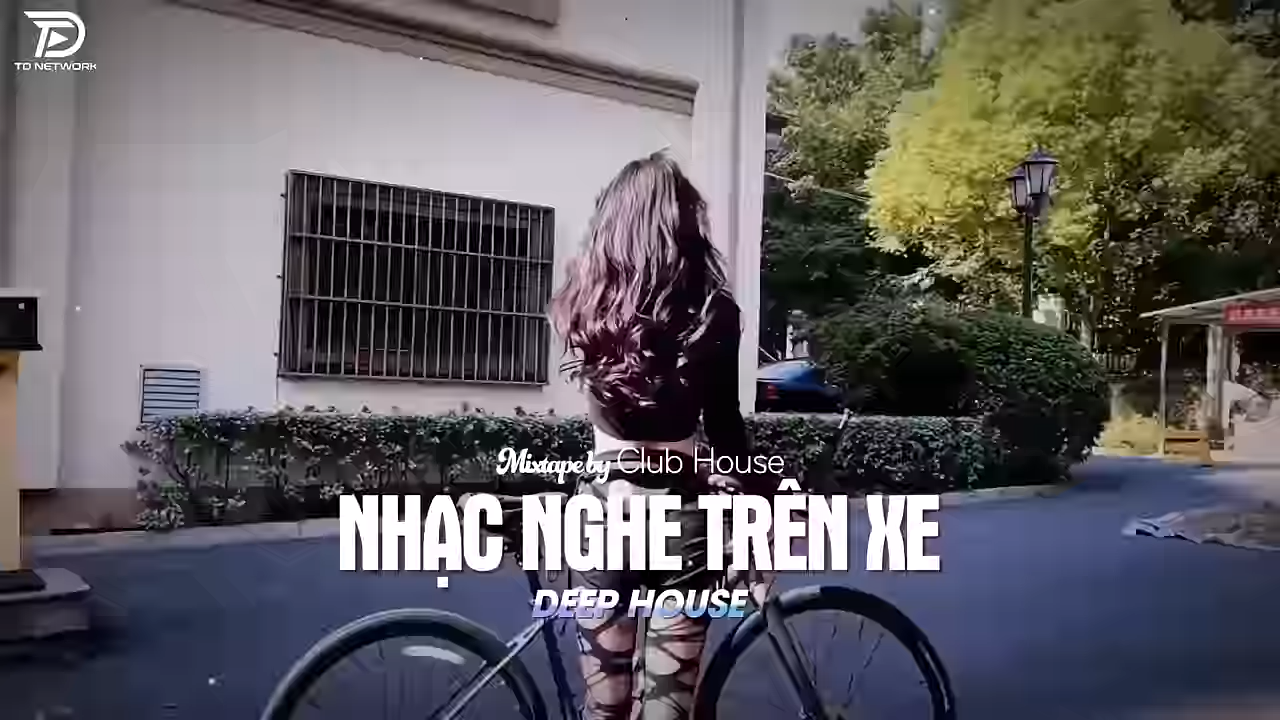 TD NETWORK
Mixtape by Club House
NHẠC NGHE TRÊN XE
DEEP HOUSE